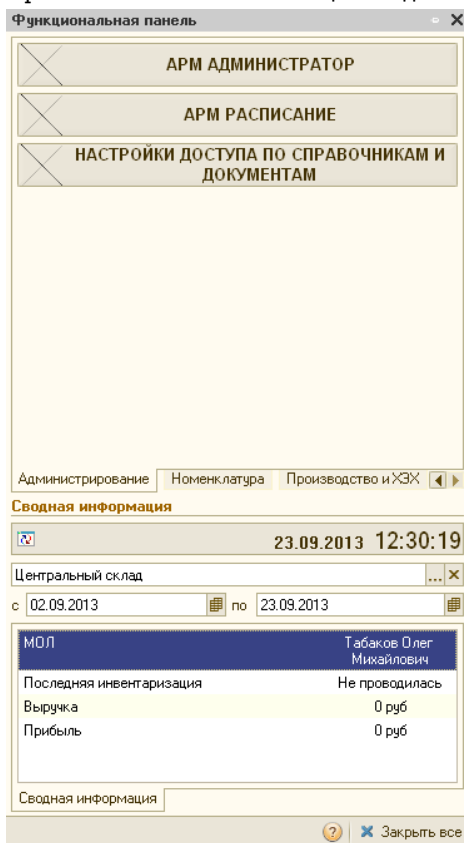 Функциональная панель
АРМ АДМИНИСТРАТОР
АРМ РАСПИСАНИЕ
НАСТРОЙКИ ДОСТУПА ПО СПРАВОЧНИКАМ И
ДОКУМЕНТАМ
Администрирование Номенклатура Производство и ХЭХ
Сводная информация
23.09.2013 12:30:19
Центральный склад ...
с 02.09.2013 по 23.09.2013
МОЛ Табаков Олег
Михайлович
Последняя инвентаризация Не проводилась
Выручка 0 руб
Прибыль 0 руб
Сводная информация
? Закрыть все